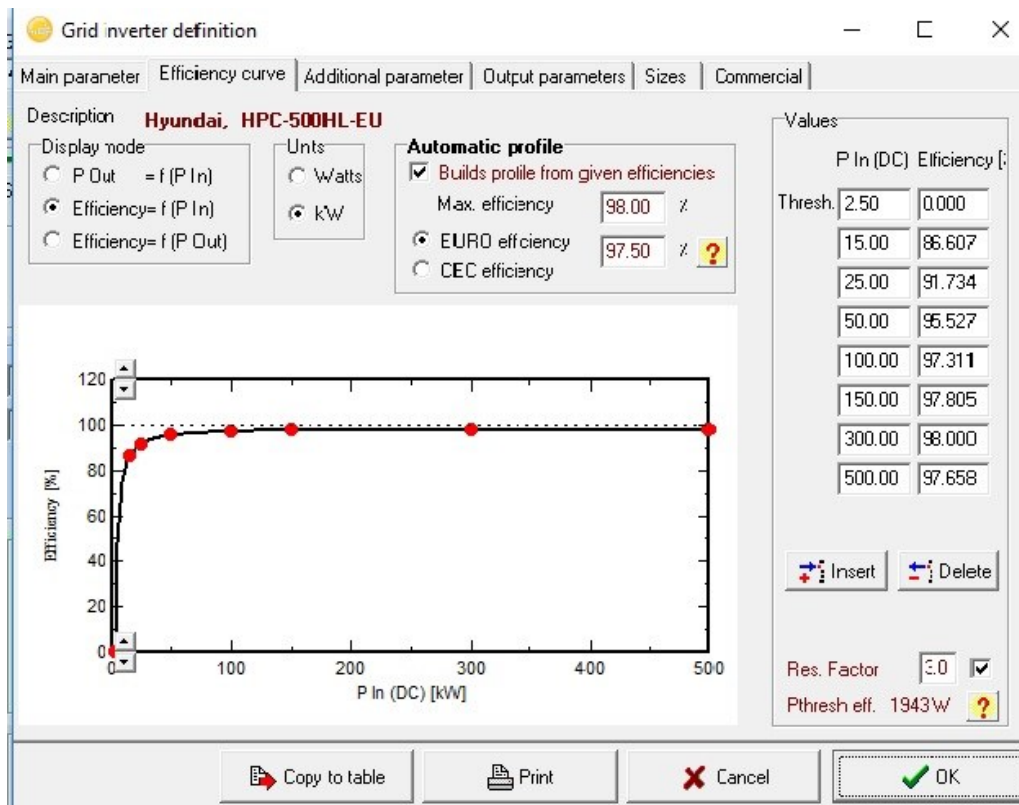 Grid inverter definition
Main parameter Efficiency curve Additional parameter Output parameters Sizes Commercial
Description Hyundai, HPC-500HL-EU
Display mode
P Out = f (P In)
Efficiency= f (P In)
Efficiency= f (P Out)
Units
Watts
kW
Automatic profile
Builds profile from given efficiencies
Max. efficiency 98.00 %
EURO efficiency 97.50 % ?
CEC efficiency
Values
P In (DC) Efficiency [
Thresh. 2.50 0.000
15.00 86.607
25.00 91.734
50.00 95.527
100.00 97.311
150.00 97.805
300.00 98.000
500.00 97.658
Insert Delete
Res. Factor 3.0
Pthresh eff. 1943W ?
Efficiency [%]
120
100
80
60
40
20
0
0 100 200 300 400 500
P In (DC) [kW]
Copy to table Print Cancel OK